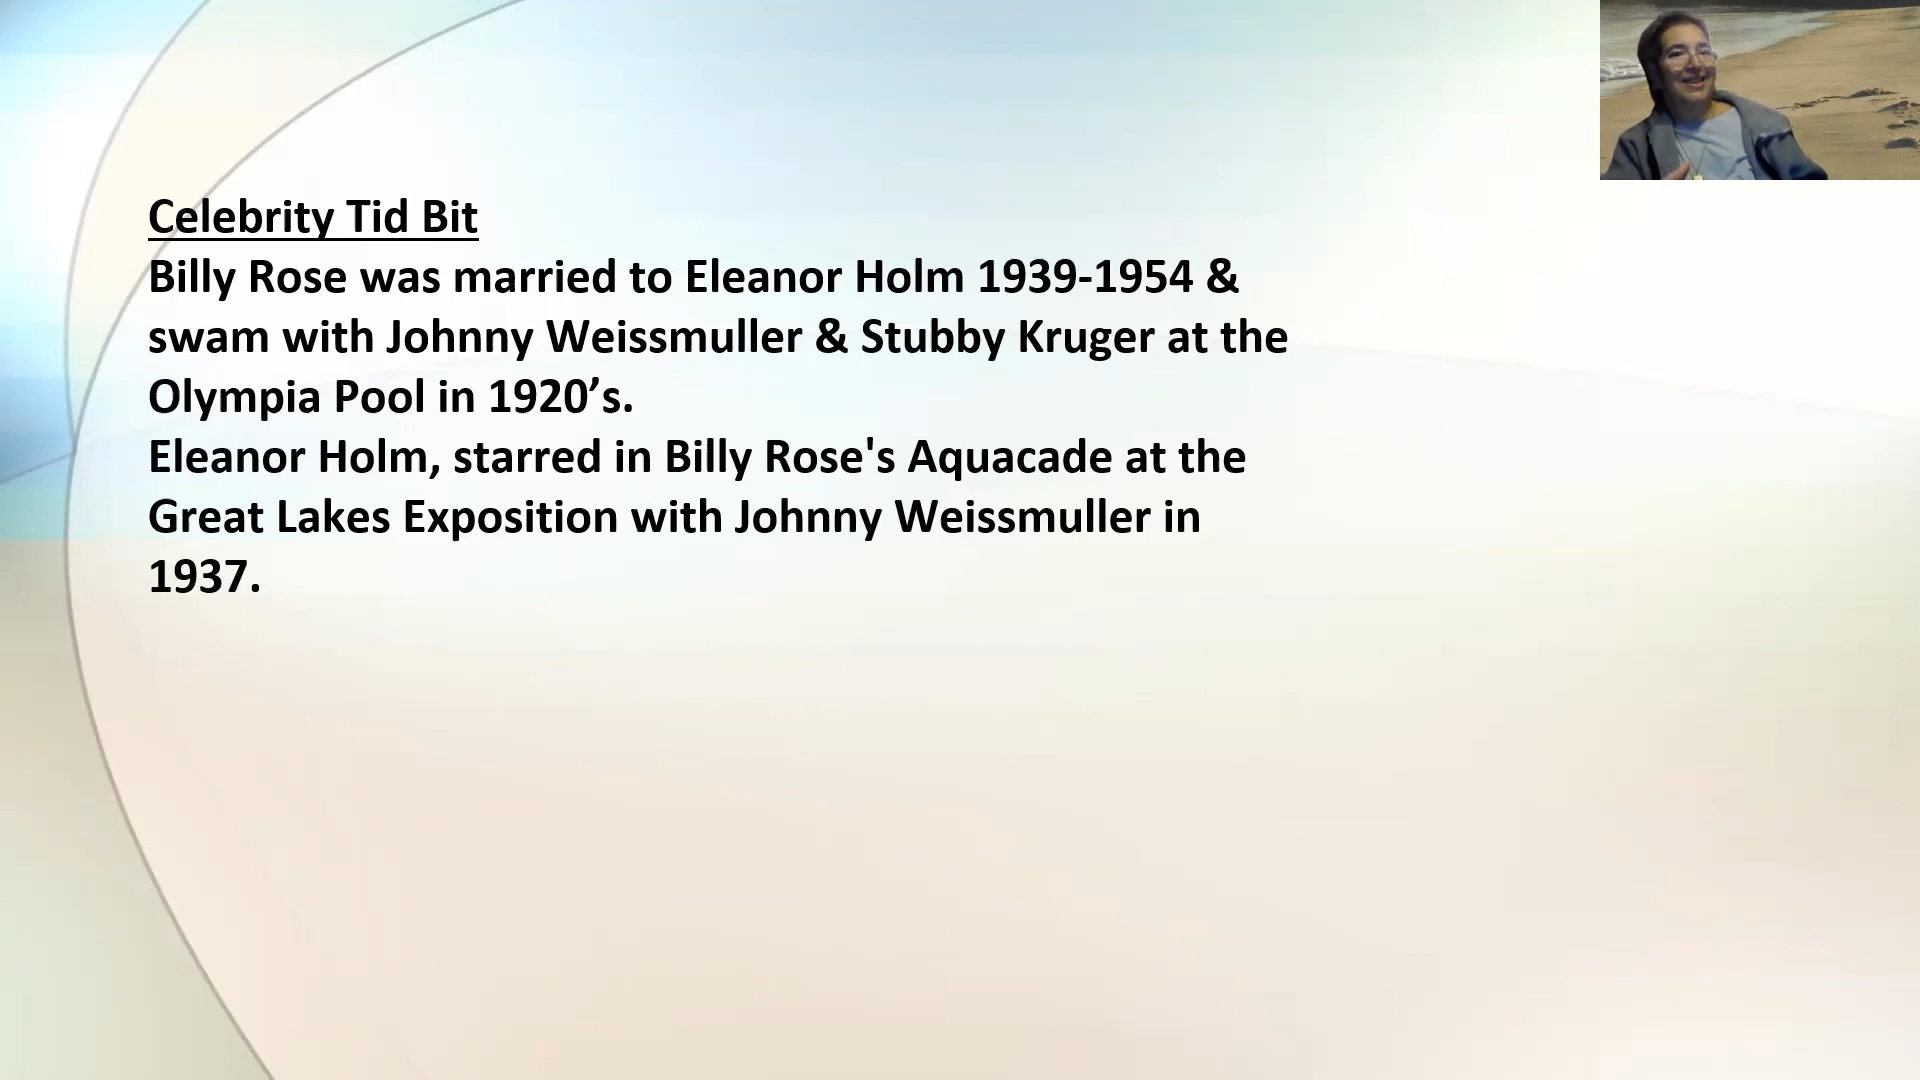 Celebrity Tid Bit
Billy Rose was married to Eleanor Holm 1939-1954 &
swam with Johnny Weissmuller & Stubby Kruger at the
Olympia Pool in 1920’s.
Eleanor Holm, starred in Billy Rose's Aquacade at the
Great Lakes Exposition with Johnny Weissmuller in
1937.